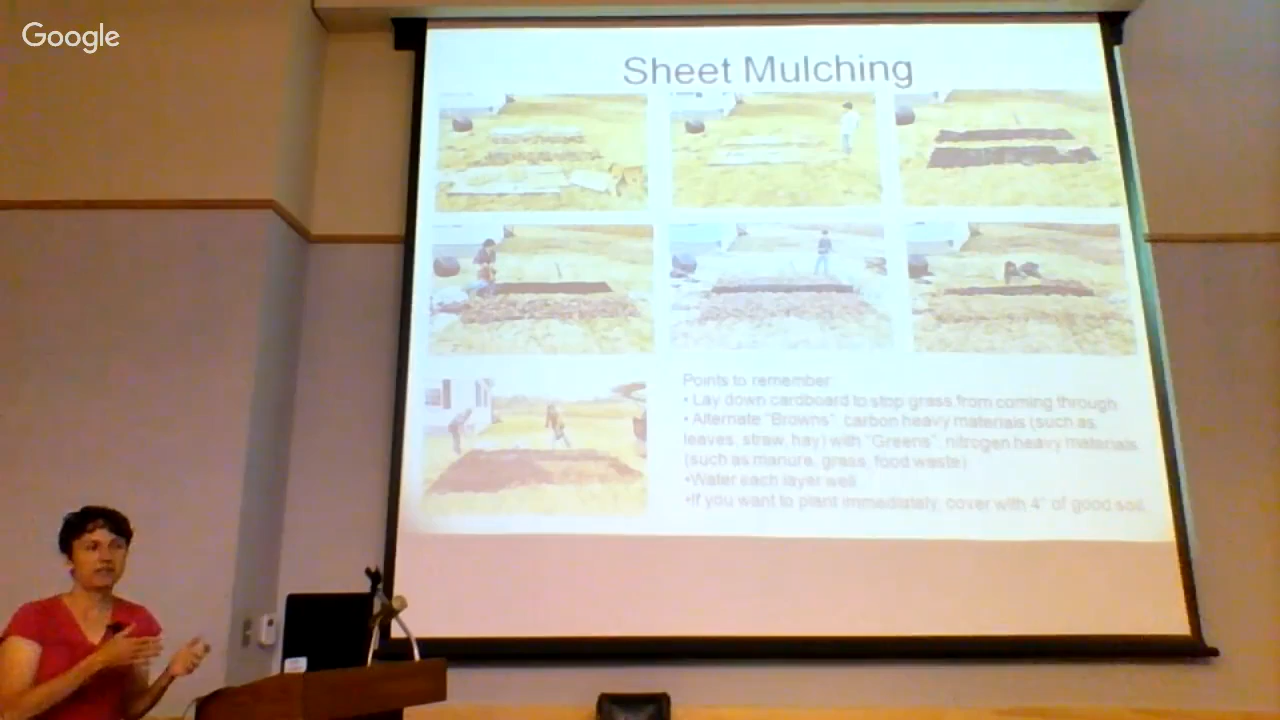 Google
Sheet Mulching
Points to remember:
• Lay down cardboard to stop grass from coming through
• Alternate "Browns": carbon heavy materials (such as
leaves, straw, hay) with "Greens": nitrogen heavy materials
(such as manure, grass, food waste)
•Water each layer well
•If you want to plant immediately, cover with 4" of good soil.